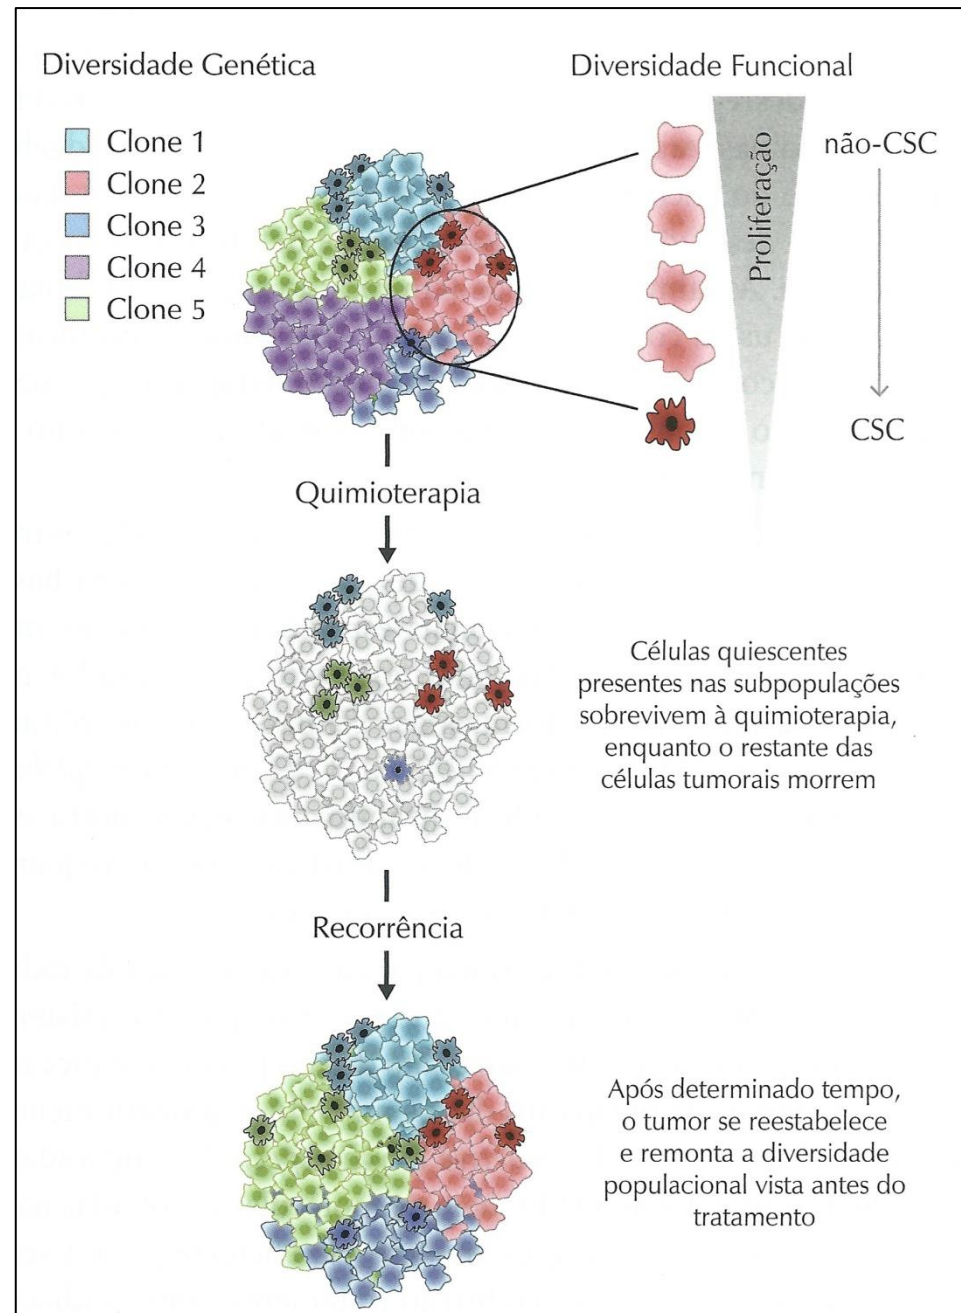 Diversidade Genética
Diversidade Funcional
Clone 1
Clone 2
Clone 3
Clone 4
Clone 5
Proliferação
não-CSC
CSC
Quimioterapia
Células quiescentes
presentes nas subpopulações
sobrevivem à quimioterapia,
enquanto o restante das
células tumorais morrem
Recorrência
Após determinado tempo,
o tumor se reestabelece
e remonta a diversidade
populacional vista antes do
tratamento